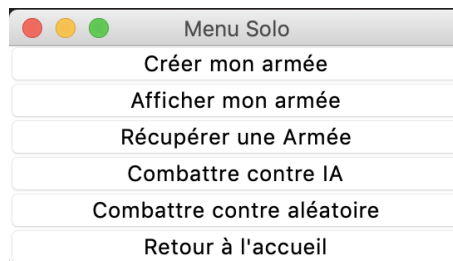 Menu Solo
Créer mon armée
Afficher mon armée
Récupérer une Armée
Combattre contre IA
Combattre contre aléatoire
Retour à l'accueil